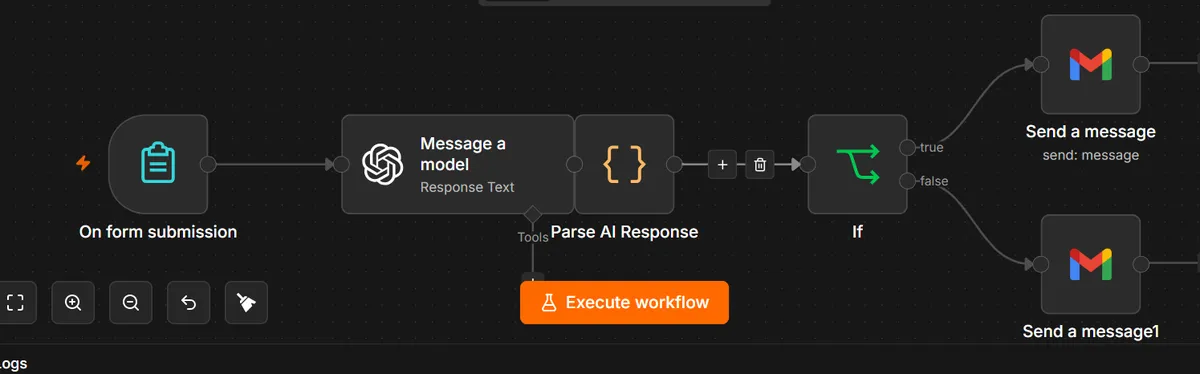 Message a
model
Response Text
true
false
Send a message
send: message
On form submission
Tools
Parse AI Response
If
Execute workflow
Send a message1
Logs